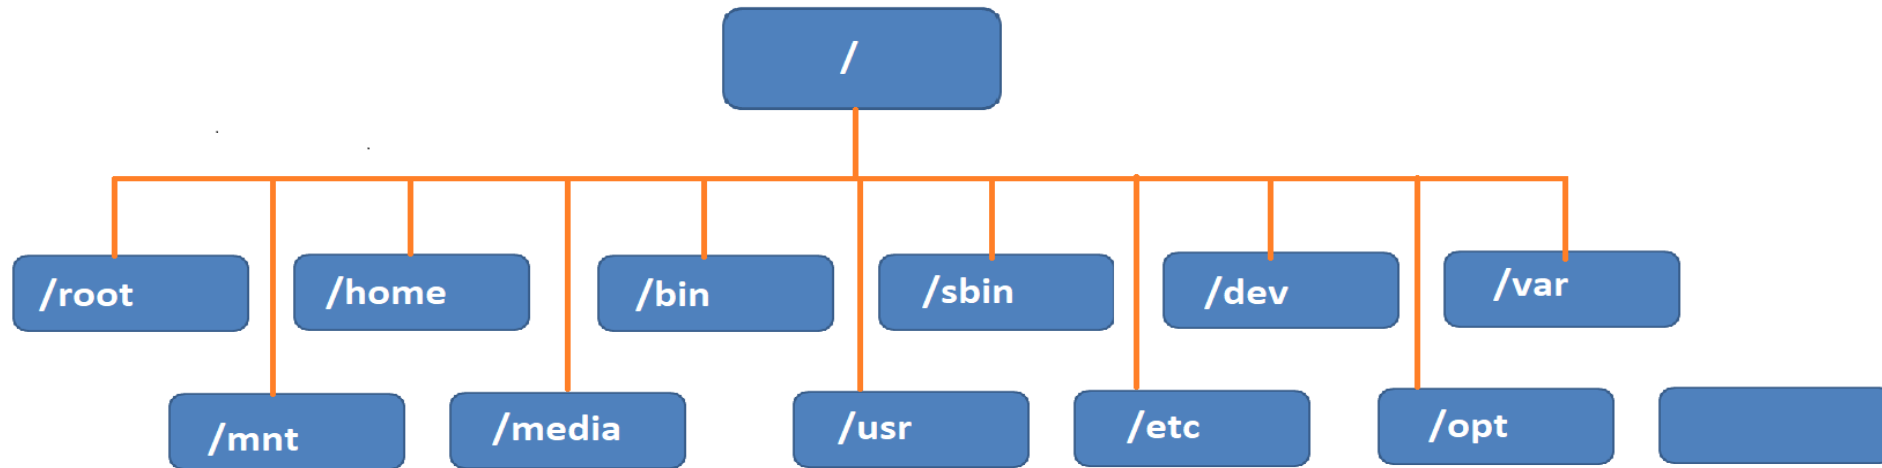 /
/root
/home
/bin
/sbin
/dev
/var
/mnt
/media
/usr
/etc
/opt